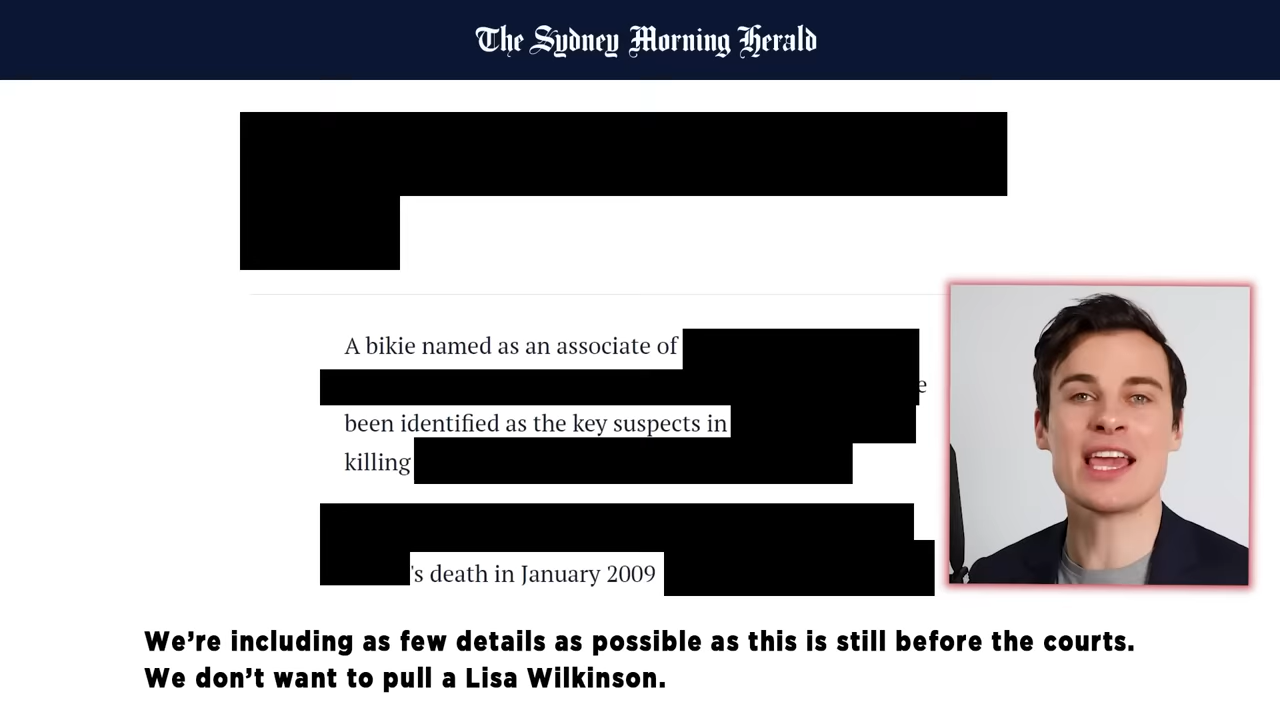 The Sydney Morning Herald
A bikie named as an associate of
e
been identified as the key suspects in
killing
's death in January 2009
We're including as few details as possible as this is still before the courts.
We don't want to pull a Lisa Wilkinson.